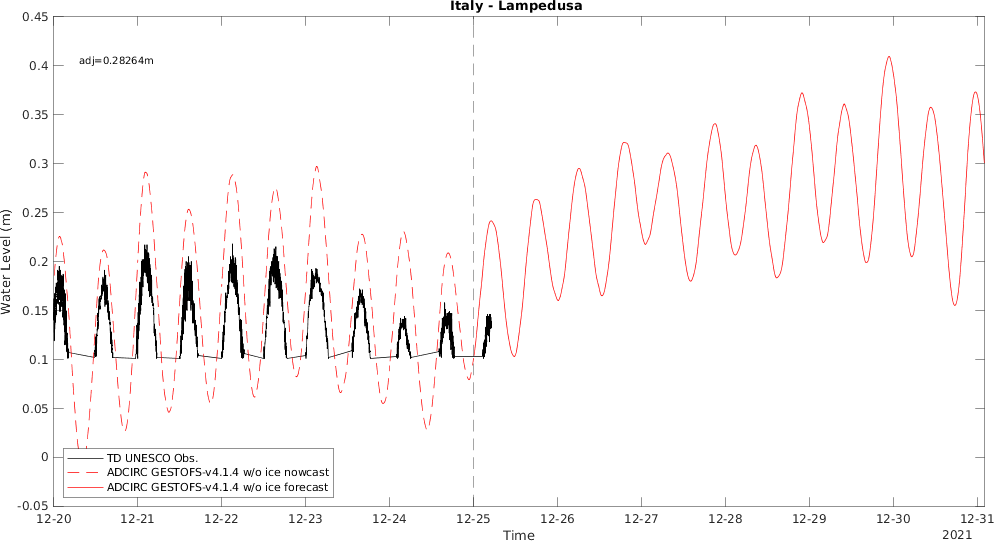 Italy - Lampedusa
adj=0.28264m
Water Level (m)
0.45
0.4
0.35
0.3
0.25
0.2
0.15
0.1
0.05
0
-0.05
TD UNESCO Obs.
ADCIRC GESTOFS-v4.1.4 w/o ice nowcast
ADCIRC GESTOFS-v4.1.4 w/o ice forecast
12-20 12-21 12-22 12-23 12-24 12-25 12-26 12-27 12-28 12-29 12-30 12-31
Time
2021